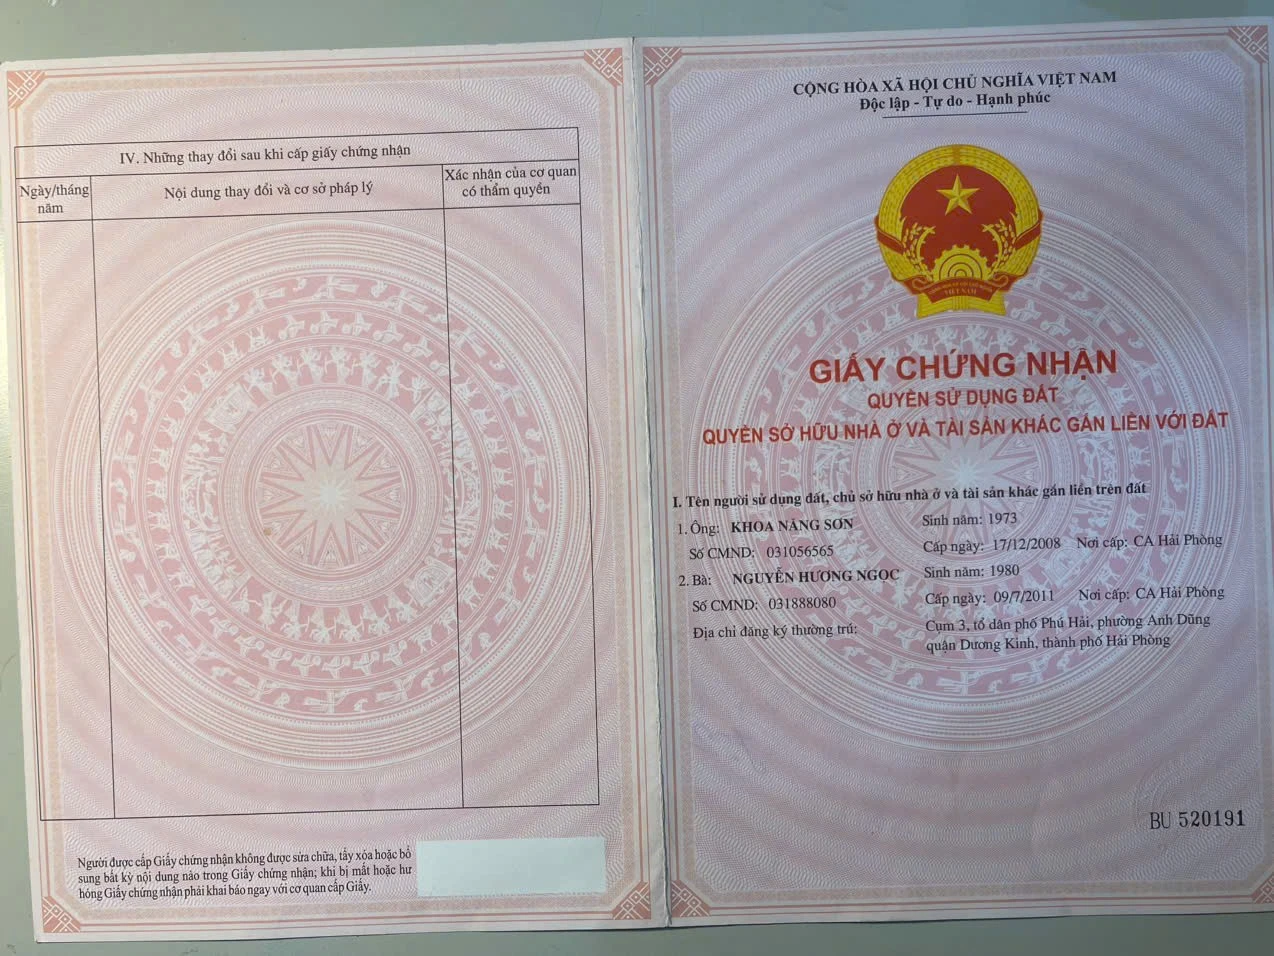 IV. Những thay đổi sau khi cấp giấy chứng nhận
Ngày/tháng năm
Nội dung thay đổi và cơ sở pháp lý
Xác nhận của cơ quan có thẩm quyền
Người được cấp Giấy chứng nhận không được sửa chữa, tẩy xóa hoặc bổ
sung bất kỳ nội dung nào trong Giấy chứng nhận; khi bị mất hoặc hư
hỏng Giấy chứng nhận phải khai báo ngay với cơ quan cấp Giấy.
CỘNG HÒA XÃ HỘI CHỦ NGHĨA VIỆT NAM
Độc lập - Tự do - Hạnh phúc
VIỆT NAM
GIẤY CHỨNG NHẬN
QUYỀN SỬ DỤNG ĐẤT
QUYỀN SỞ HỮU NHÀ Ở VÀ TÀI SẢN KHÁC GẮN LIỀN VỚI ĐẤT
I. Tên người sử dụng đất, chủ sở hữu nhà ở và tài sản khác gắn liền trên đất
1. Ông: KHOA NĂNG SƠN Sinh năm: 1973
Số CMND: 031056565 Cấp ngày: 17/12/2008 Nơi cấp: CA Hải Phòng
2. Bà: NGUYỄN HƯƠNG NGỌC Sinh năm: 1980
Số CMND: 031888080 Cấp ngày: 09/7/2011 Nơi cấp: CA Hải Phòng
Địa chỉ đăng ký thường trú: Cụm 3, tổ dân phố Phú Hải, phường Anh Dũng
quận Dương Kinh, thành phố Hải Phòng
BU 520191